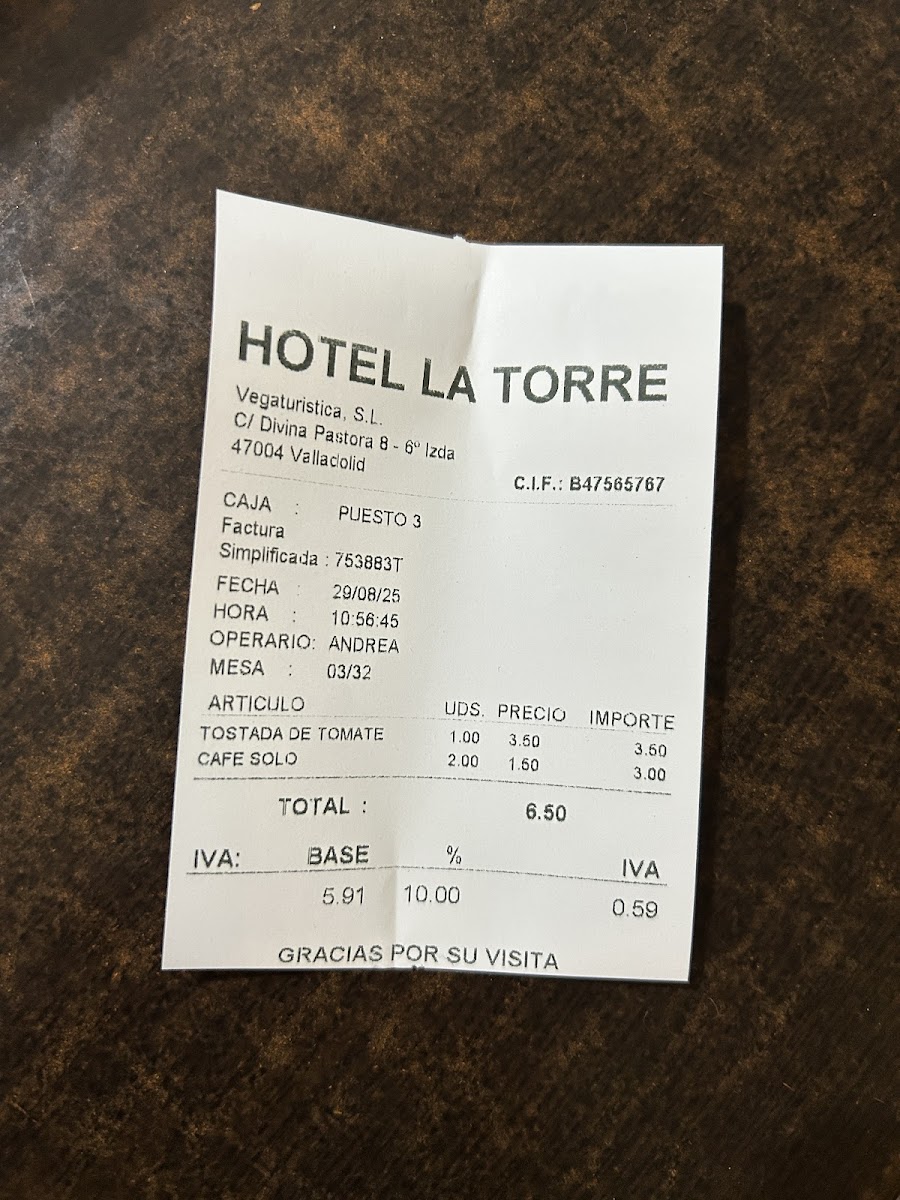 HOTEL LA TORRE
Vegaturistica, S.L.
C/ Divina Pastora 8 - 6º Izda
47004 Valladolid
C.I.F.: B47565767
CAJA : PUESTO 3
Factura
Simplificada : 753883T
FECHA : 29/08/25
HORA : 10:56:45
OPERARIO: ANDREA
MESA : 03/32
ARTICULO UDS. PRECIO IMPORTE
TOSTADA DE TOMATE 1.00 3.50 3.50
CAFE SOLO 2.00 1.50 3.00
TOTAL : 6.50
IVA: BASE % IVA
5.91 10.00 0.59
GRACIAS POR SU VISITA